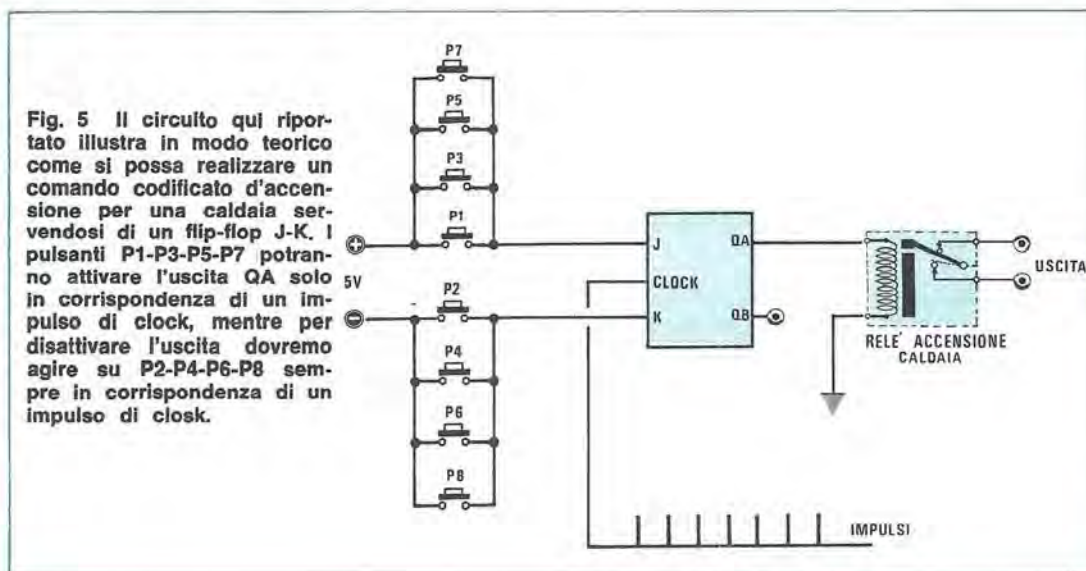 Fig. 5 Il circuito qui ripor-
tato illustra in modo teorico
come si possa realizzare un
comando codificato d'accen-
sione per una caldaia ser-
vendosi di un flip-flop J-K. I
pulsanti P1-P3-P5-P7 potran-
no attivare l'uscita QA solo
in corrispondenza di un im-
pulso di clock, mentre per
disattivare l'uscita dovremo
agire su P2-P4-P6-P8 sem-
pre in corrispondenza di un
impulso di closk.
P7
P5
P3
P1
+
5V
-
P2
P4
P6
P8
J
QA
CLOCK
K
QB
USCITA
RELE' ACCENSIONE
CALDAIA
IMPULSI